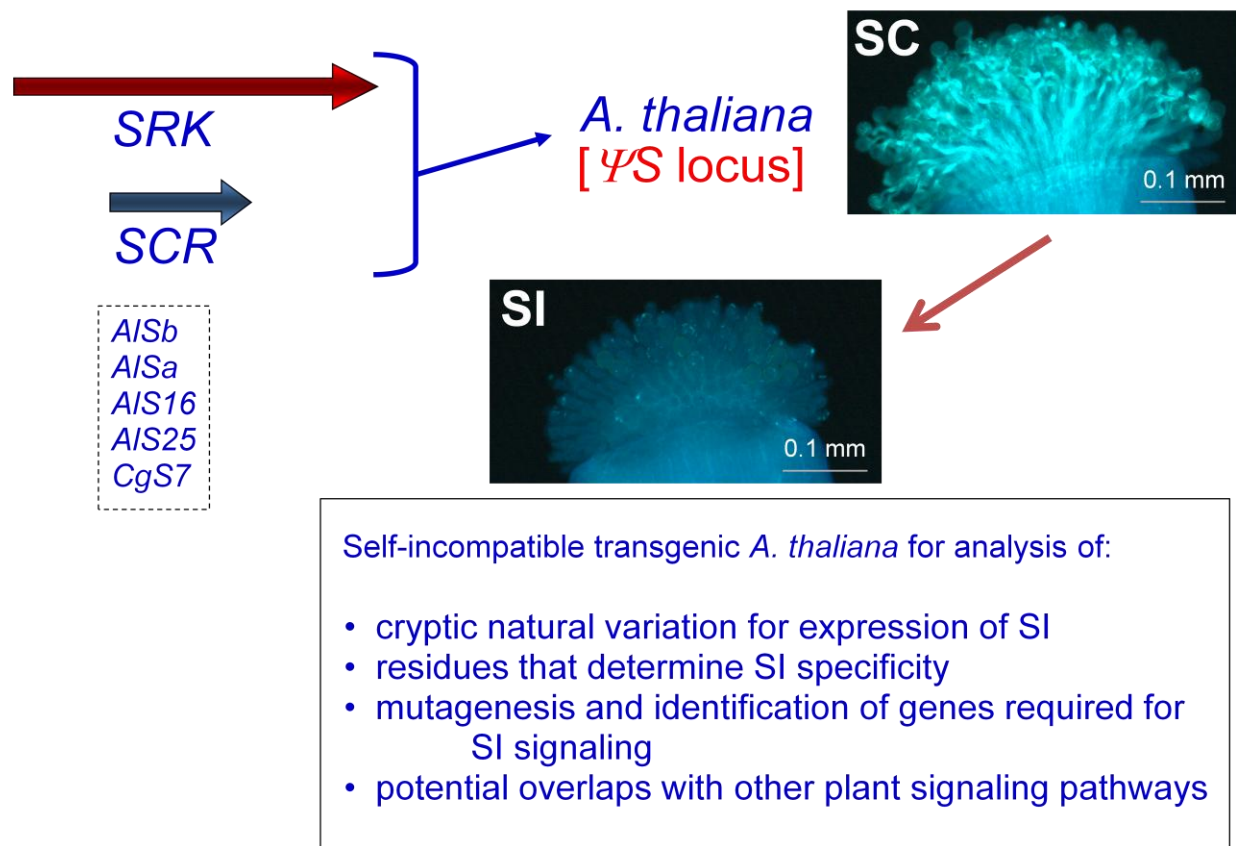 SRK
SCR
AlSb
AlSa
AlS16
AlS25
CgS7
A. thaliana
[ΨS locus]
SC
0.1 mm
SI
0.1 mm
Self-incompatible transgenic A. thaliana for analysis of:
• cryptic natural variation for expression of SI
• residues that determine SI specificity
• mutagenesis and identification of genes required for
SI signaling
• potential overlaps with other plant signaling pathways